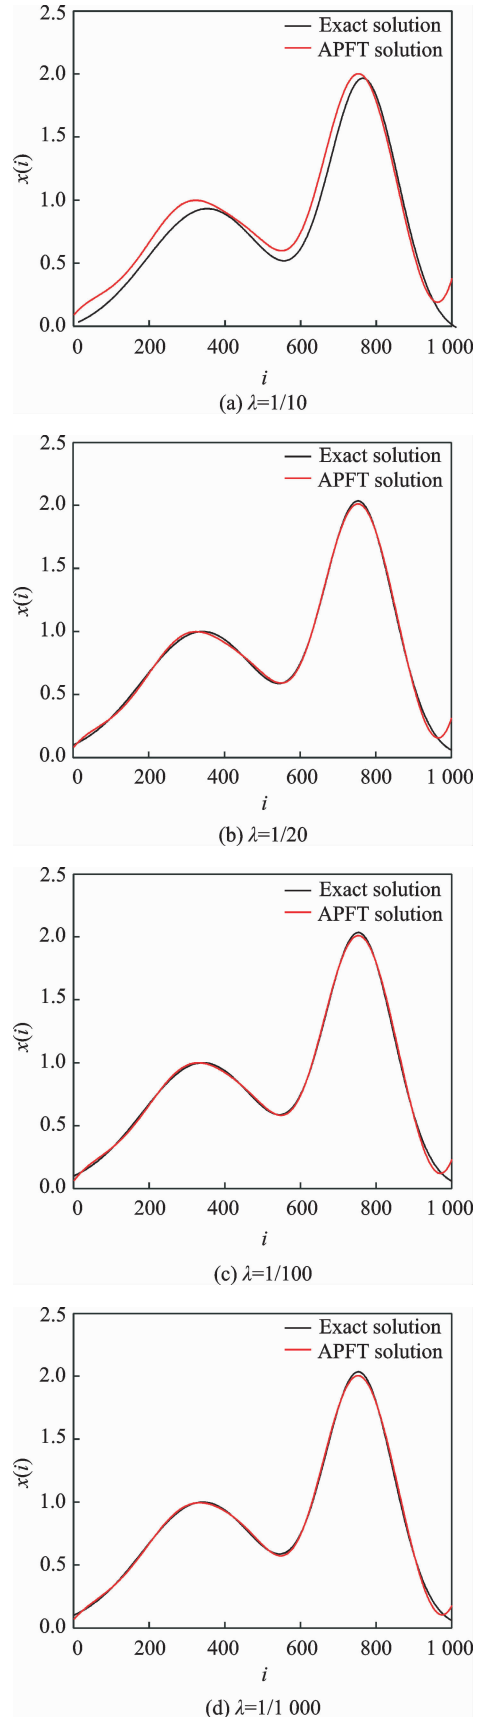 2.5
Exact solution
APFT solution
2.0
1.5
x(i)
1.0
0.5
0.0
0 200 400 600 800 1 000
i
(a) λ=1/10
2.5
Exact solution
APFT solution
2.0
1.5
x(i)
1.0
0.5
0.0
0 200 400 600 800 1 000
i
(b) λ=1/20
2.5
Exact solution
APFT solution
2.0
1.5
x(i)
1.0
0.5
0.0
0 200 400 600 800 1 000
i
(c) λ=1/100
2.5
Exact solution
APFT solution
2.0
1.5
x(i)
1.0
0.5
0.0
0 200 400 600 800 1 000
i
(d) λ=1/1 000